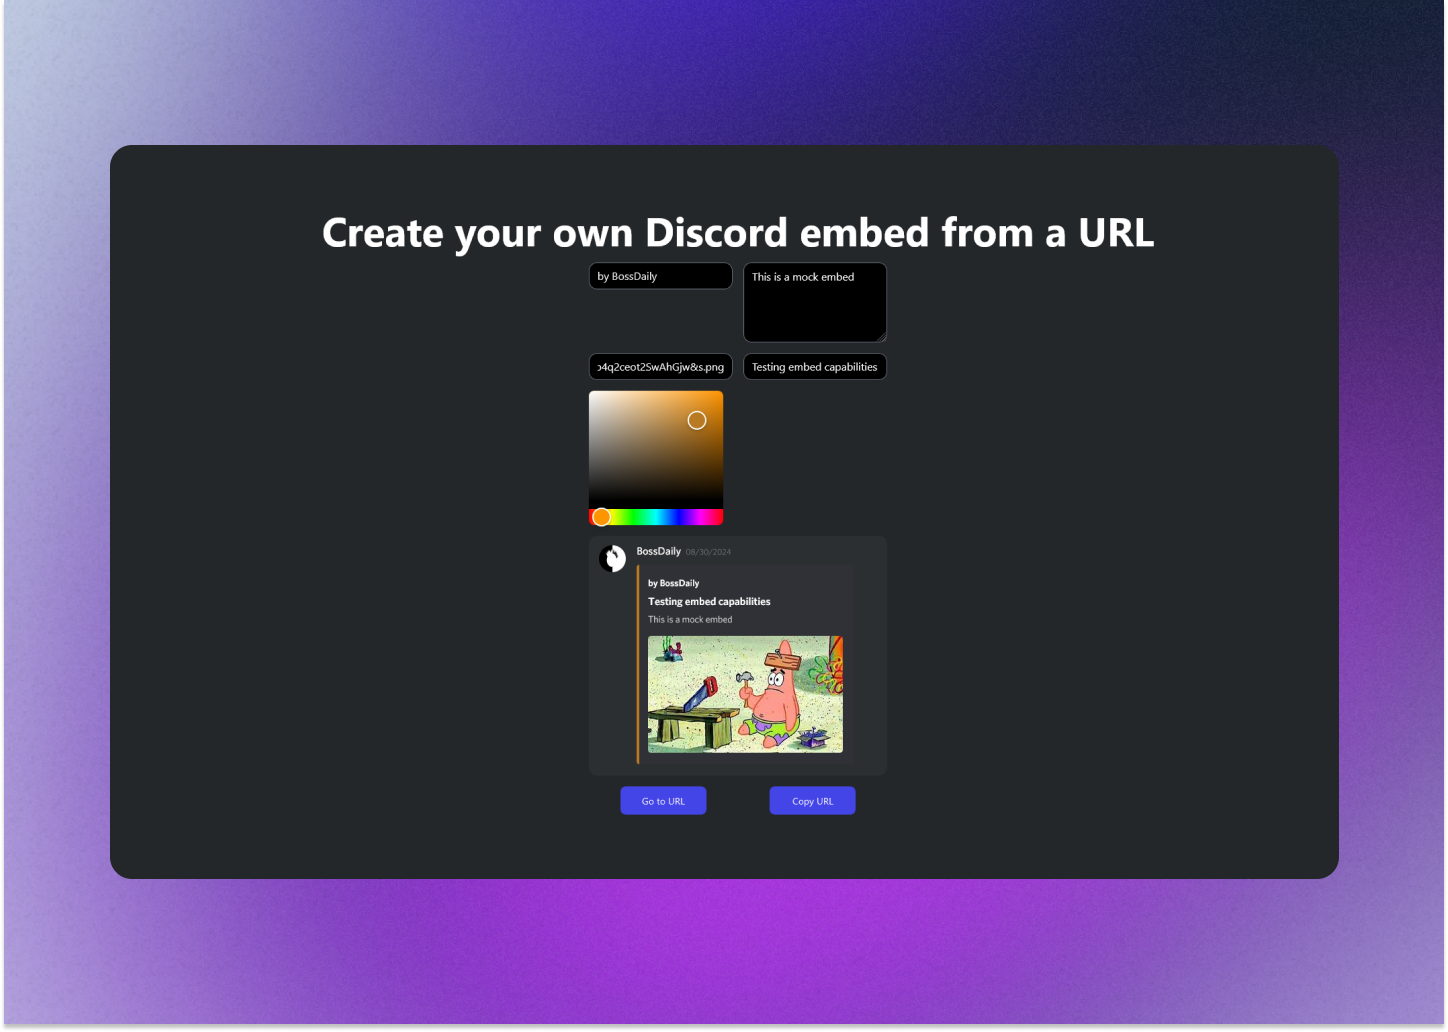 Create your own Discord embed from a URL
by BossDaily
This is a mock embed
p4q2ceot2SwAhGjw&s.png
Testing embed capabilities
BossDaily 08/30/2024
by BossDaily
Testing embed capabilities
This is a mock embed
Go to URL
Copy URL